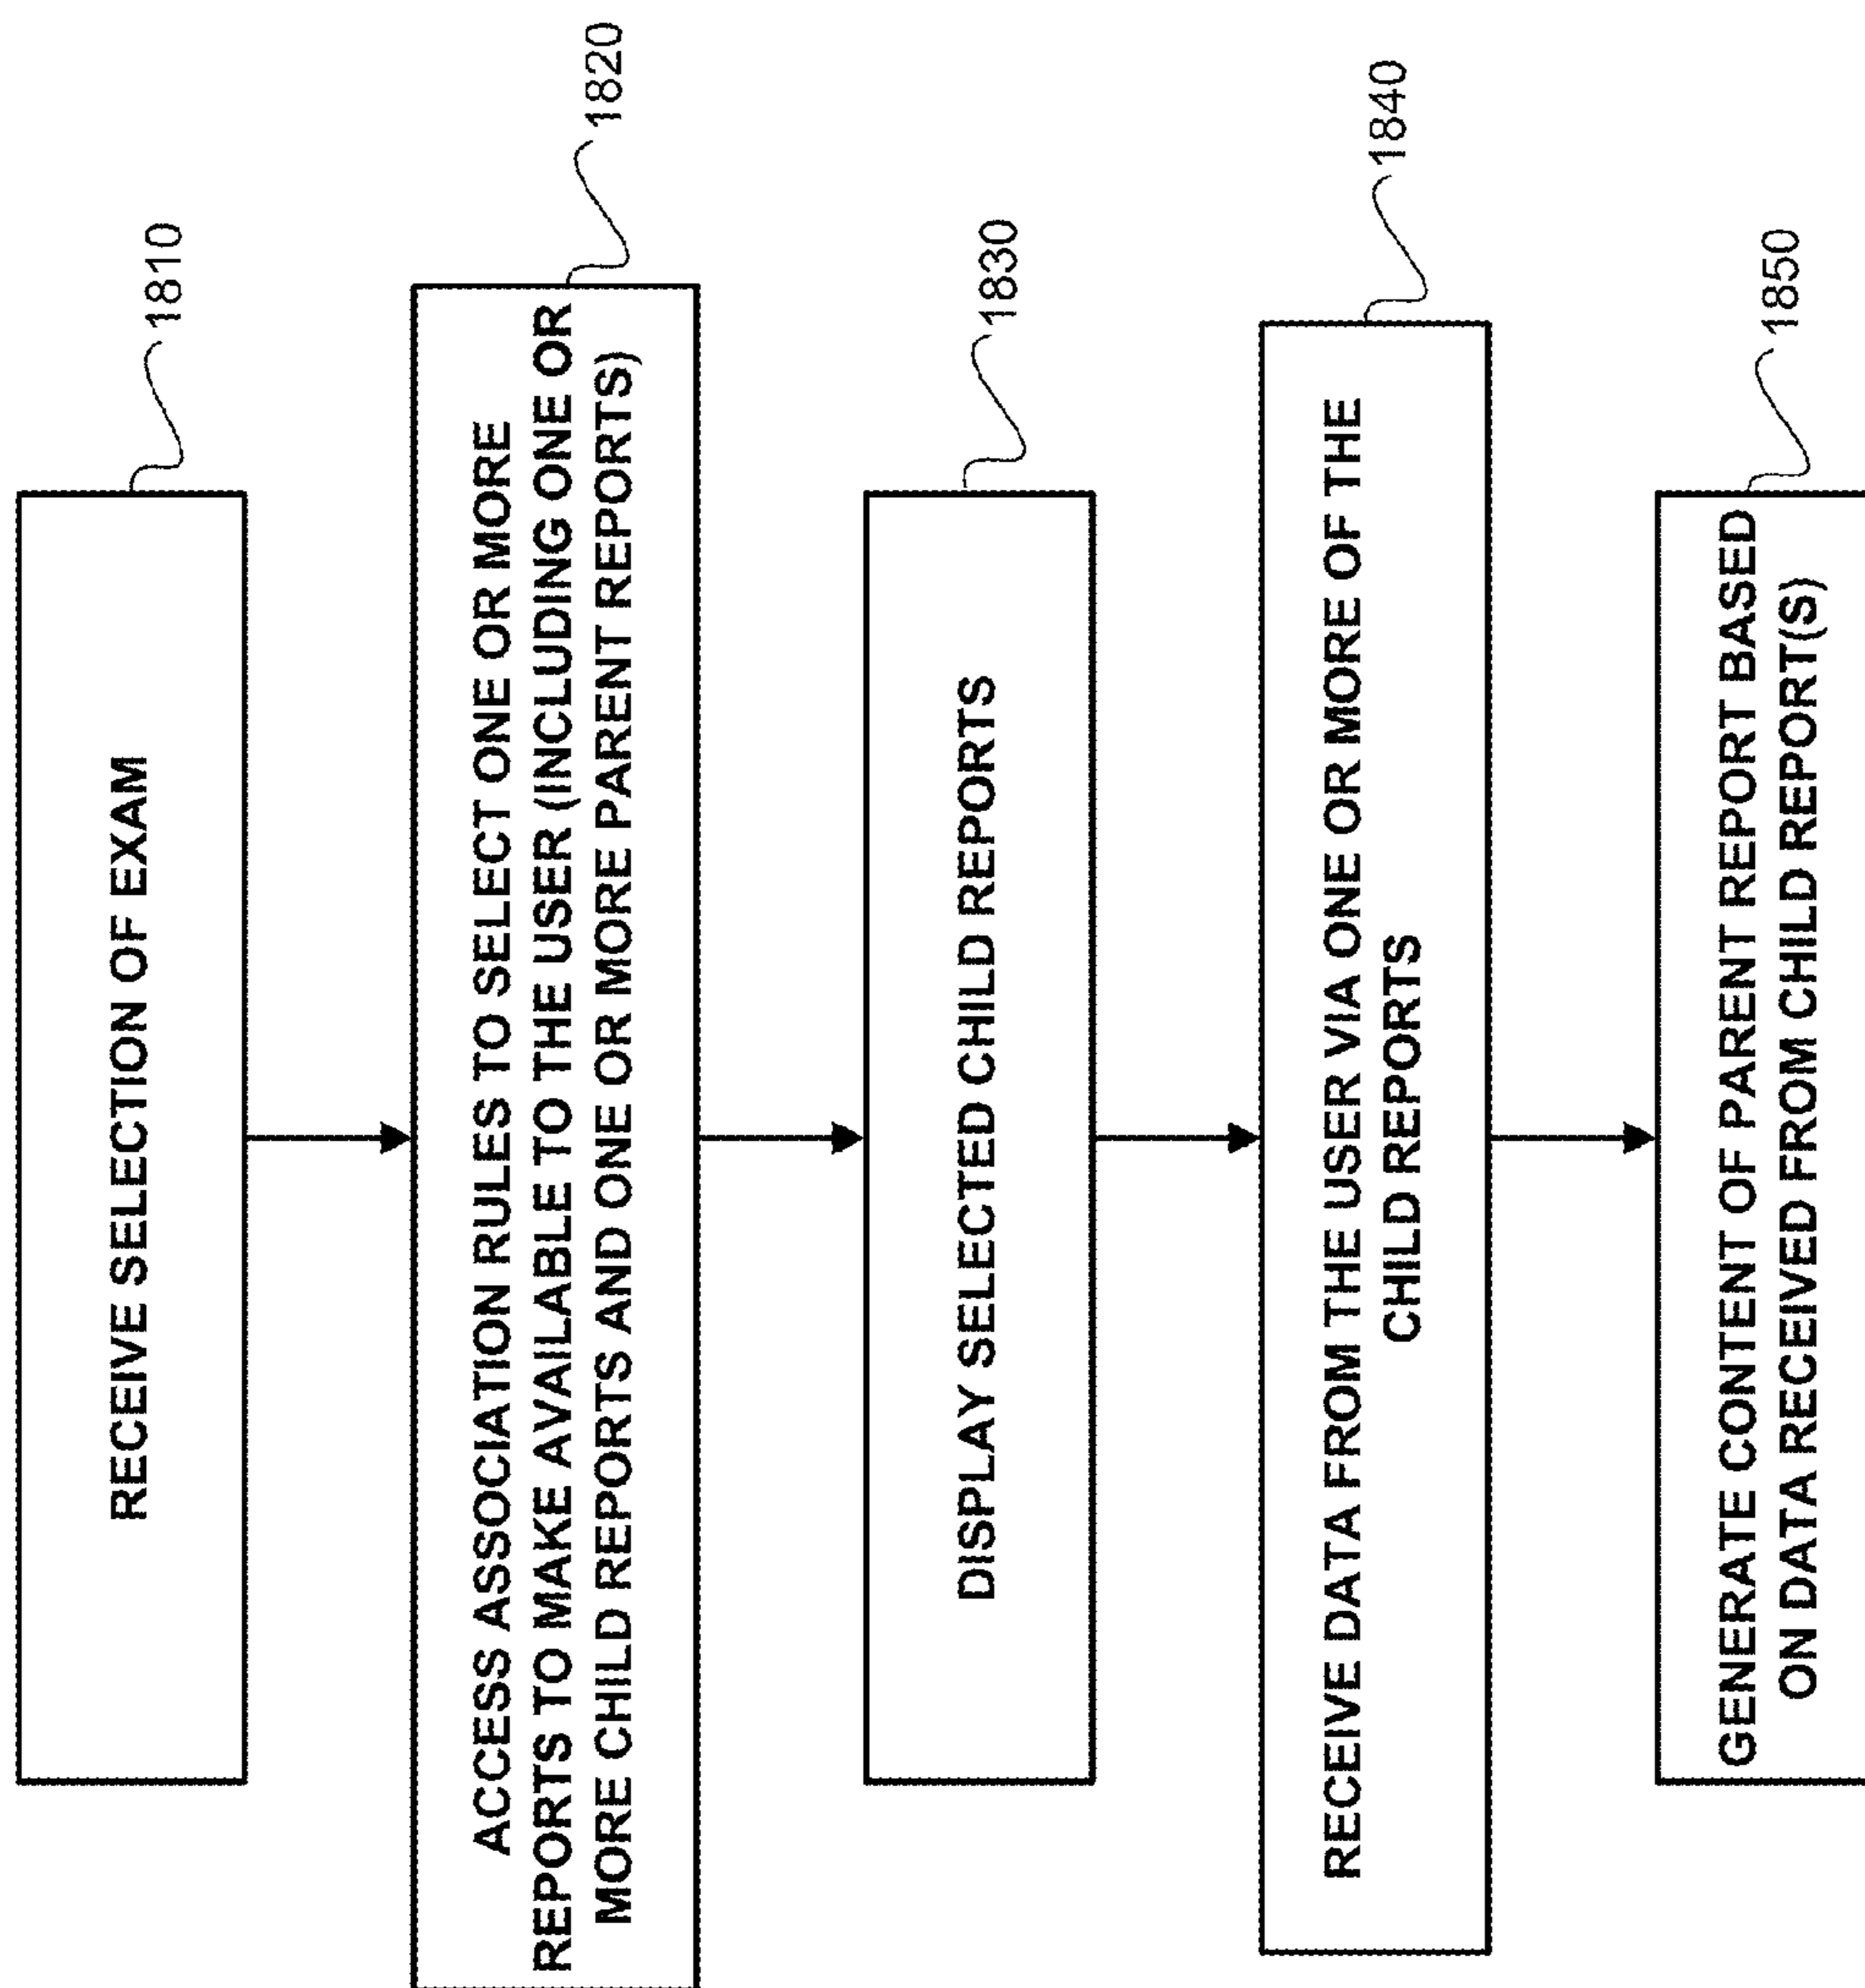 RECEIVE SELECTION OF EXAM
1810
ACCESS ASSOCIATION RULES TO SELECT ONE OR MORE
REPORTS TO MAKE AVAILABLE TO THE USER (INCLUDING ONE OR
MORE CHILD REPORTS AND ONE OR MORE PARENT REPORTS)
1820
DISPLAY SELECTED CHILD REPORTS
1830
RECEIVE DATA FROM THE USER VIA ONE OR MORE OF THE
CHILD REPORTS
1840
GENERATE CONTENT OF PARENT REPORT BASED
ON DATA RECEIVED FROM CHILD REPORT(S)
1850